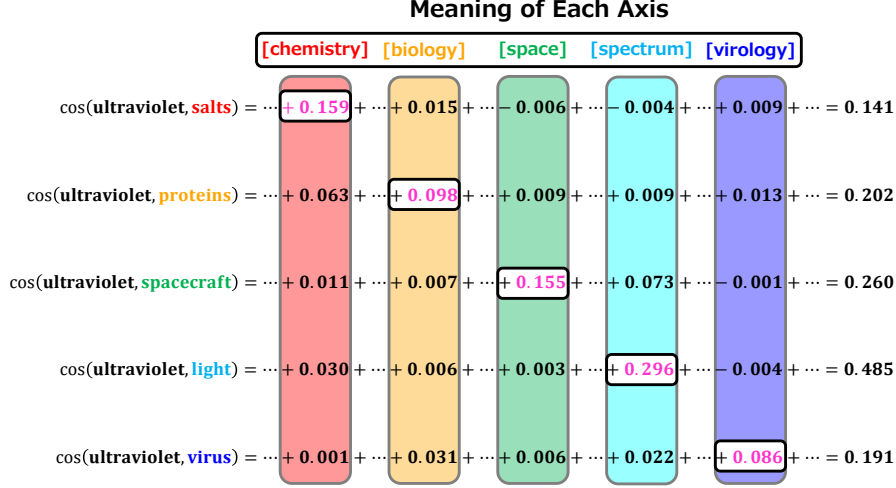 Meaning of Each Axis
[chemistry] [biology] [space] [spectrum] [virology]
cos(ultraviolet, salts) = ⋯ + 0.159 + ⋯ + 0.015 + ⋯ − 0.006 + ⋯ − 0.004 + ⋯ + 0.009 + ⋯ = 0.141
cos(ultraviolet, proteins) = ⋯ + 0.063 + ⋯ + 0.098 + ⋯ + 0.009 + ⋯ + 0.009 + ⋯ + 0.013 + ⋯ = 0.202
cos(ultraviolet, spacecraft) = ⋯ + 0.011 + ⋯ + 0.007 + ⋯ + 0.155 + ⋯ + 0.073 + ⋯ − 0.001 + ⋯ = 0.260
cos(ultraviolet, light) = ⋯ + 0.030 + ⋯ + 0.006 + ⋯ + 0.003 + ⋯ + 0.296 + ⋯ − 0.004 + ⋯ = 0.485
cos(ultraviolet, virus) = ⋯ + 0.001 + ⋯ + 0.031 + ⋯ + 0.006 + ⋯ + 0.022 + ⋯ + 0.086 + ⋯ = 0.191